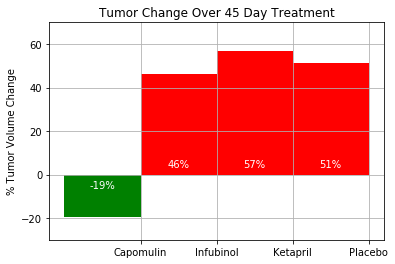 Tumor Change Over 45 Day Treatment
% Tumor Volume Change
60
40
20
0
−20
-19%
46%
57%
51%
Capomulin
Infubinol
Ketapril
Placebo